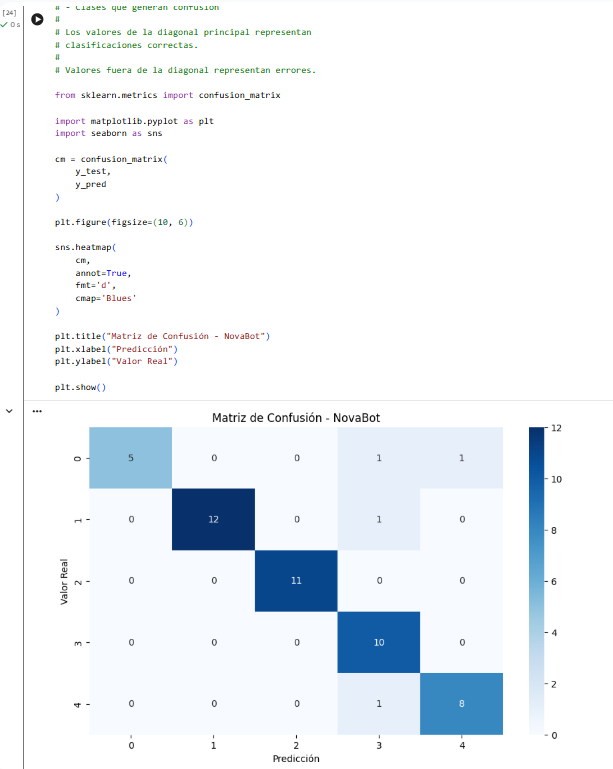 [24]
0 s
# - Clases que generan confusión
#
# Los valores de la diagonal principal representan
# clasificaciones correctas.
#
# Valores fuera de la diagonal representan errores.
from sklearn.metrics import confusion_matrix
import matplotlib.pyplot as plt
import seaborn as sns
cm = confusion_matrix(
y_test,
y_pred
)
plt.figure(figsize=(10, 6))
sns.heatmap(
cm,
annot=True,
fmt='d',
cmap='Blues'
)
plt.title("Matriz de Confusión - NovaBot")
plt.xlabel("Predicción")
plt.ylabel("Valor Real")
plt.show()
Matriz de Confusión - NovaBot
0 5 0 0 1 1
1 0 12 0 1 0
2 0 0 11 0 0
3 0 0 0 10 0
4 0 0 0 1 8
0 1 2 3 4
Predicción
Valor Real
12
10
8
6
4
2
0